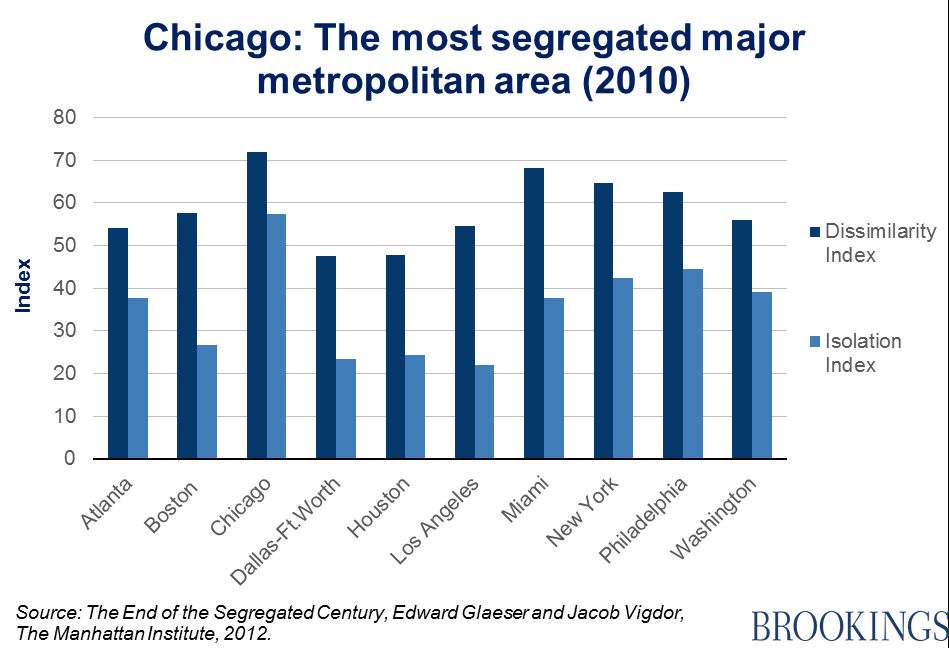 Chicago: The most segregated major
metropolitan area (2010)
80
70
60
50
40
30
20
10
0
Index
Atlanta
Boston
Chicago
Dallas-Ft.Worth
Houston
Los Angeles
Miami
New York
Philadelphia
Washington
Dissimilarity
Index
Isolation
Index
Source: The End of the Segregated Century, Edward Glaeser and Jacob Vigdor,
The Manhattan Institute, 2012.
BROOKINGS